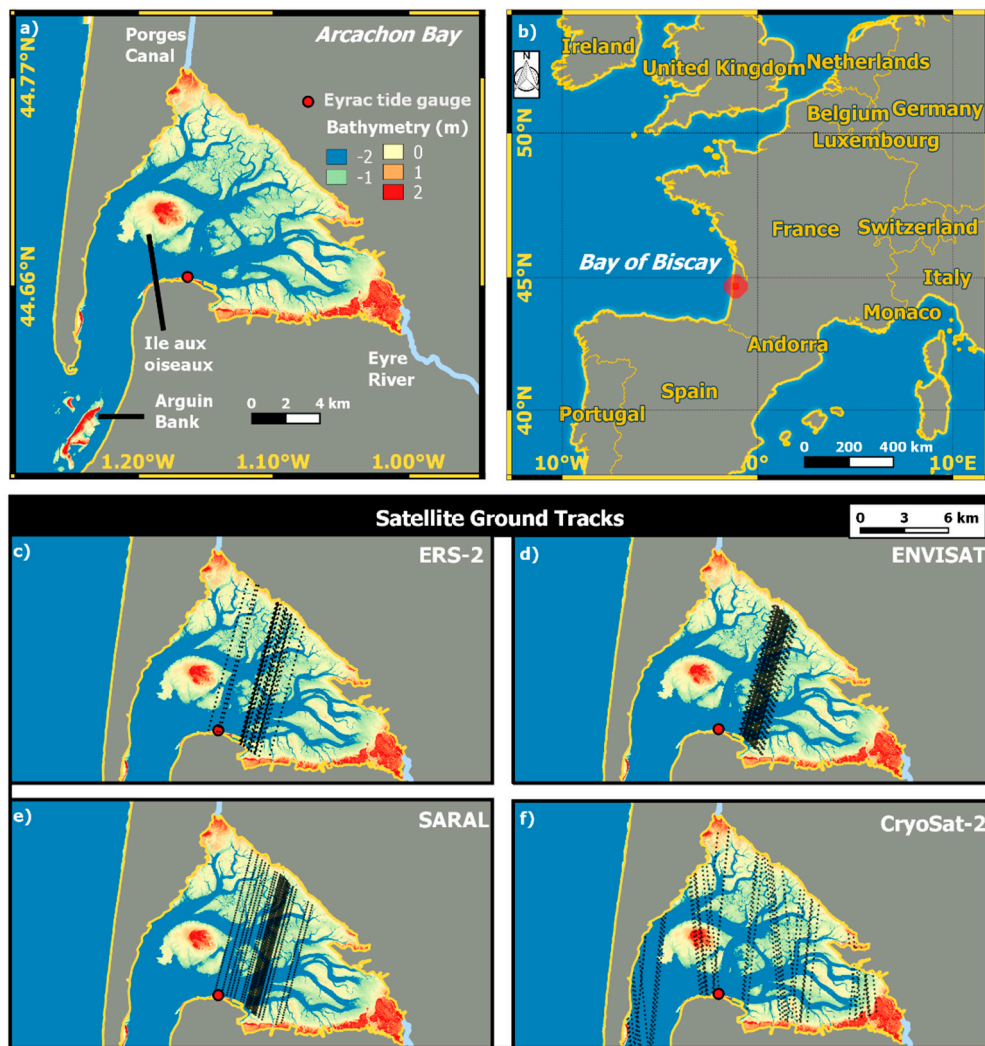 a)
Porges
Canal
Arcachon Bay
44.77°N
44.66°N
Eyrac tide gauge
Bathymetry (m)
-2
-1
0
1
2
Ile aux
oiseaux
Arguin
Bank
Eyre
River
0 2 4 km
1.20°W 1.10°W 1.00°W
b)
N
Ireland
United Kingdom
Netherlands
Belgium
Germany
Luxembourg
50°N
France
Switzerland
Bay of Biscay
45°N
Italy
Monaco
Andorra
Spain
Portugal
40°N
0 200 400 km
10°W 0° 10°E
Satellite Ground Tracks
0 3 6 km
c)
ERS-2
d)
ENVISAT
e)
SARAL
f)
CryoSat-2